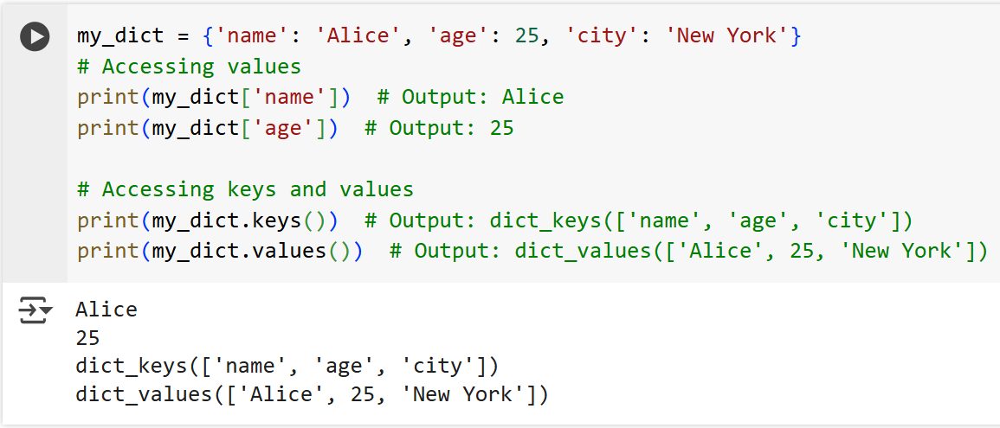 my_dict = {'name': 'Alice', 'age': 25, 'city': 'New York'}
# Accessing values
print(my_dict['name'])  # Output: Alice
print(my_dict['age'])  # Output: 25

# Accessing keys and values
print(my_dict.keys())  # Output: dict_keys(['name', 'age', 'city'])
print(my_dict.values())  # Output: dict_values(['Alice', 25, 'New York'])
Alice
25
dict_keys(['name', 'age', 'city'])
dict_values(['Alice', 25, 'New York'])